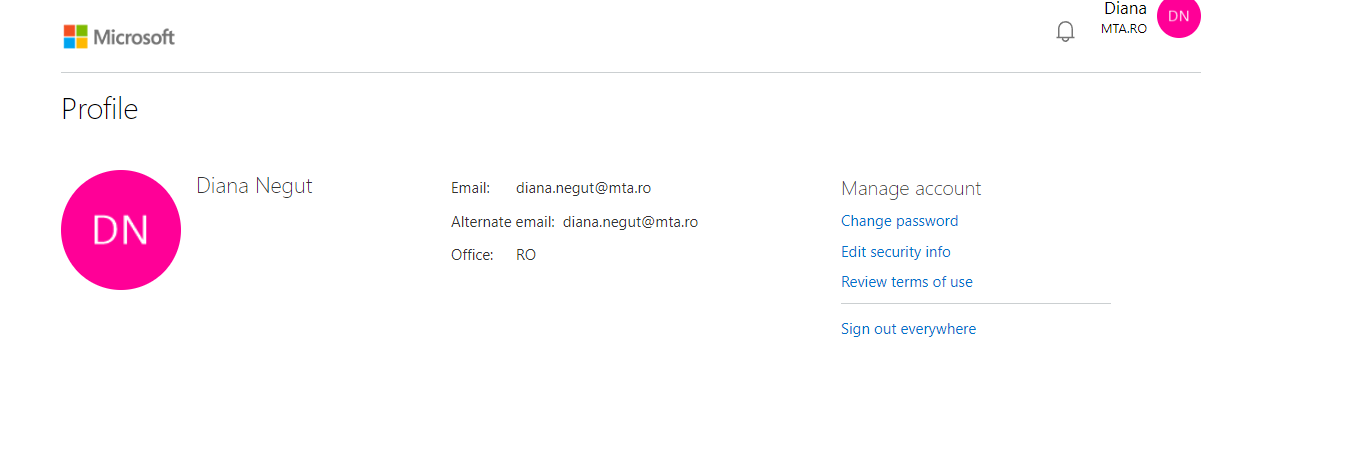 Microsoft
Diana
MTA.RO
DN
Profile
DN
Diana Negut
Email: diana.negut@mta.ro
Alternate email: diana.negut@mta.ro
Office: RO
Manage account
Change password
Edit security info
Review terms of use
Sign out everywhere